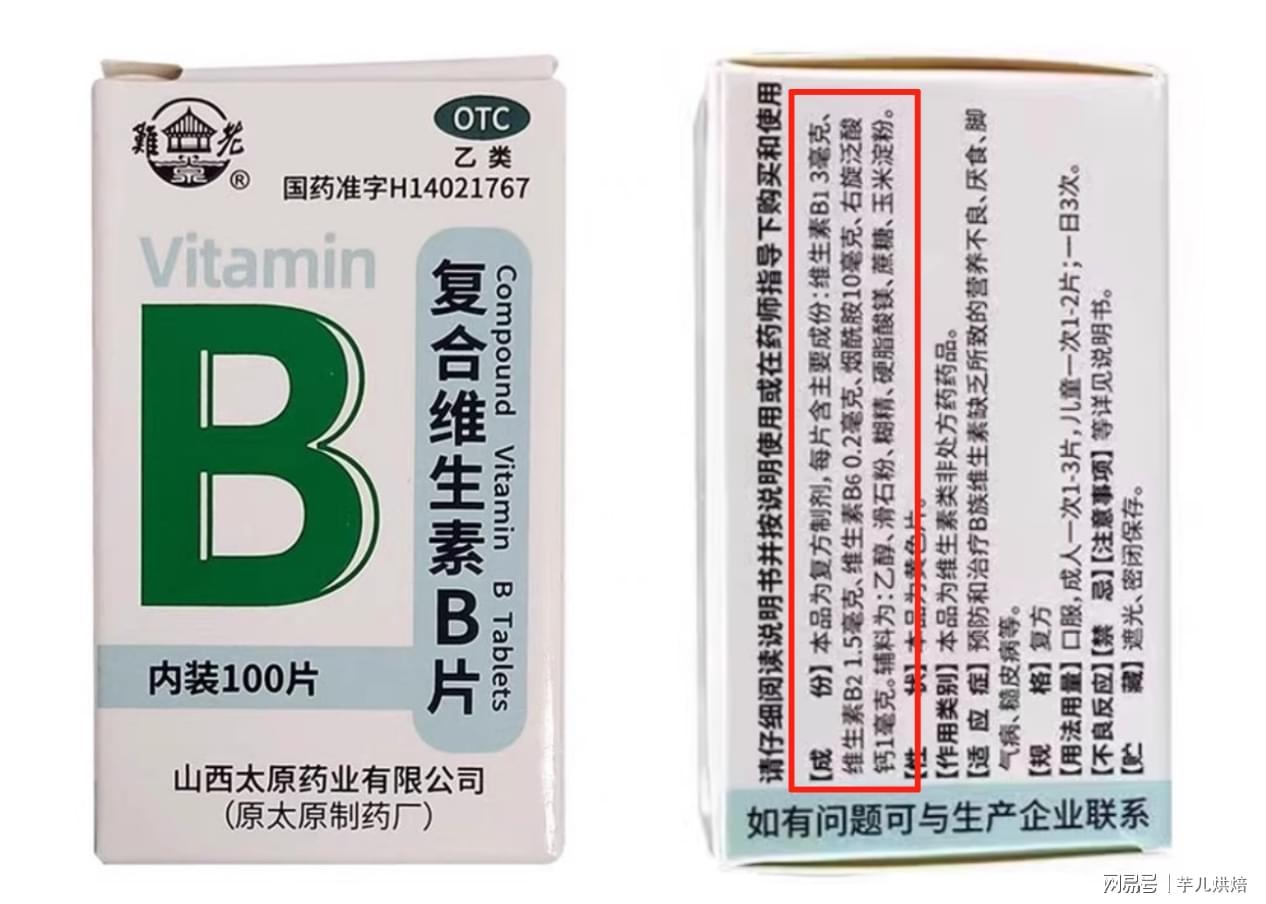 難老
®
OTC
乙类
国药准字H14021767
Vitamin
B
复合维生素B片
Compound Vitamin B Tablets
内装100片
山西太原药业有限公司
(原太原制药厂)
请仔细阅读说明书并按说明使用或在药师指导下购买和使用
【成 份】本品为复方制剂,每片含主要成份:维生素B1 3毫克、
维生素B2 1.5毫克、维生素B6 0.2毫克、烟酰胺10毫克、右旋泛酸
钙1毫克。辅料为:乙醇、滑石粉、糊精、硬脂酸镁、蔗糖、玉米淀粉。
【性 状】本品为黄色片。
【作用类别】本品为维生素类非处方药药品。
【适 应 症】预防和治疗B族维生素缺乏所致的营养不良、厌食、脚
气病、糙皮病等。
【规 格】复方
【用法用量】口服,成人一次1-3片,儿童一次1-2片;一日3次。
【不良反应】【禁 忌】【注意事项】等详见说明书。
【贮 藏】遮光、密闭保存。
如有问题可与生产企业联系
网易号 | 芋儿烘焙